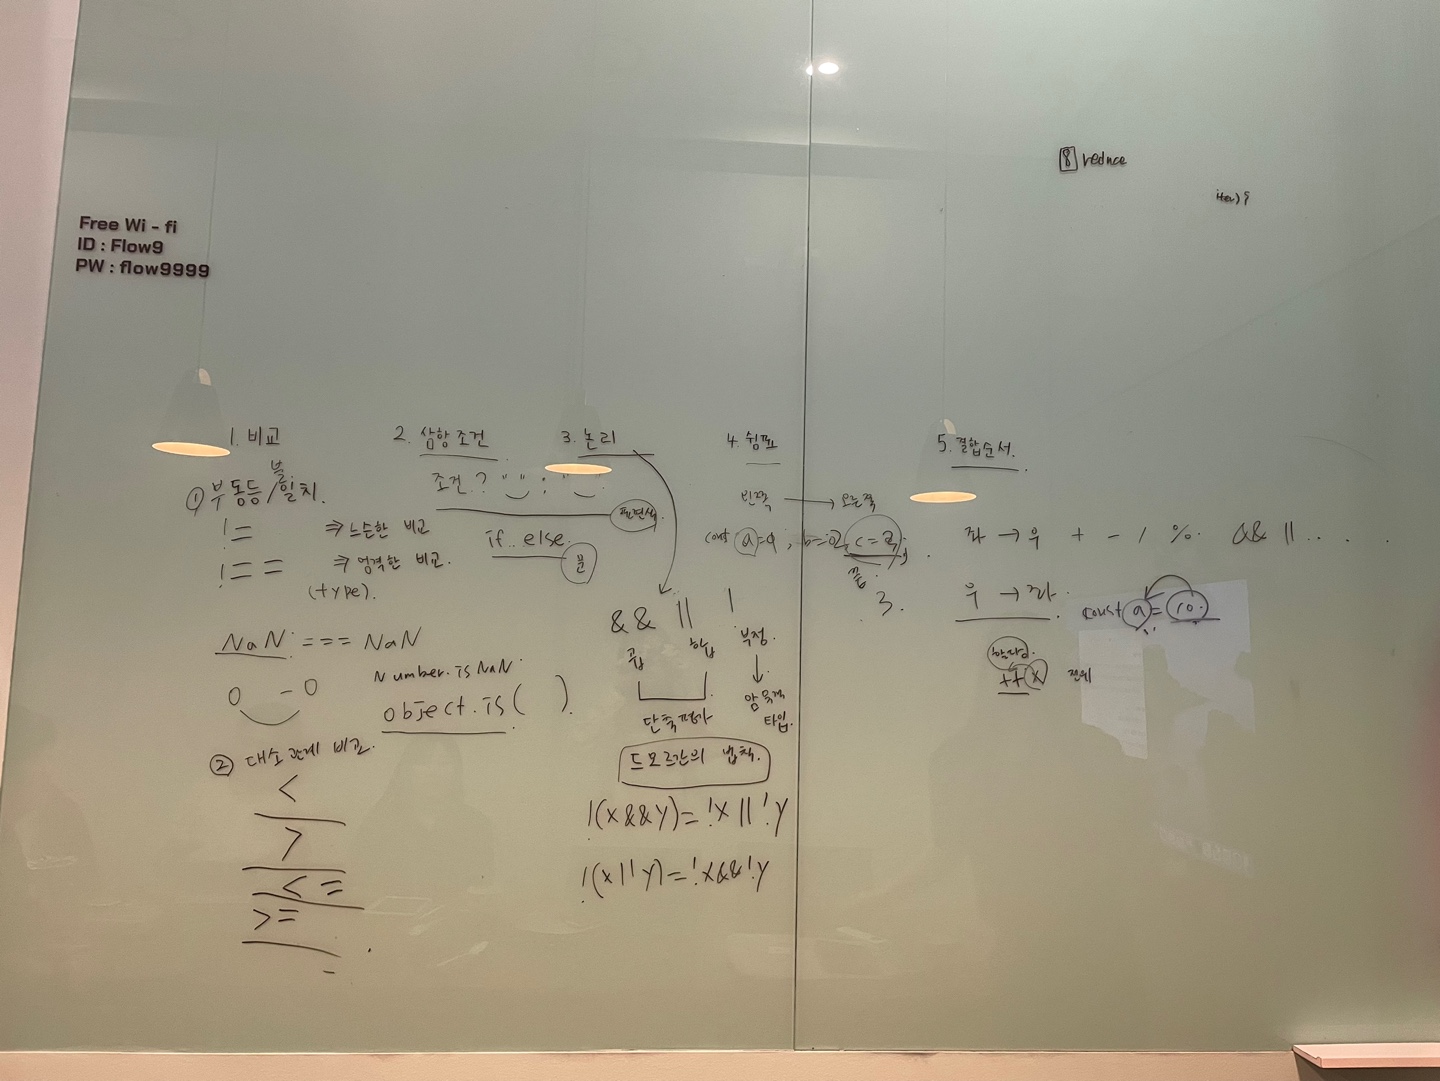 8 reduce
Free Wi - fi
ID : Flow9
PW : flow9999
1. 비교
① 부동등/불일치.
!= ⇒ 느슨한 비교
!== ⇒ 엄격한 비교.
(type).
NaN === NaN
0 -0
Number.isNaN
object.is( ).
② 대소관계 비교.
<
>
<=
>=
2. 삼항조건
조건 ? " " : " "
표현식.
if.. else.
문
3. 논리
&& || !
곱 합 부정.
단축평가
암묵적
타입.
드모르간의 법칙.
!(x&&y)=!x||!y
!(x||y)=!x&&!y
4. 쉼표
왼쪽 → 오른쪽
const a=1, b=2, c=3;
3.
5. 결합순서.
좌 → 우 + - / % && || . . . .
우 → 좌. const a = 10.
할당.
++x 전위